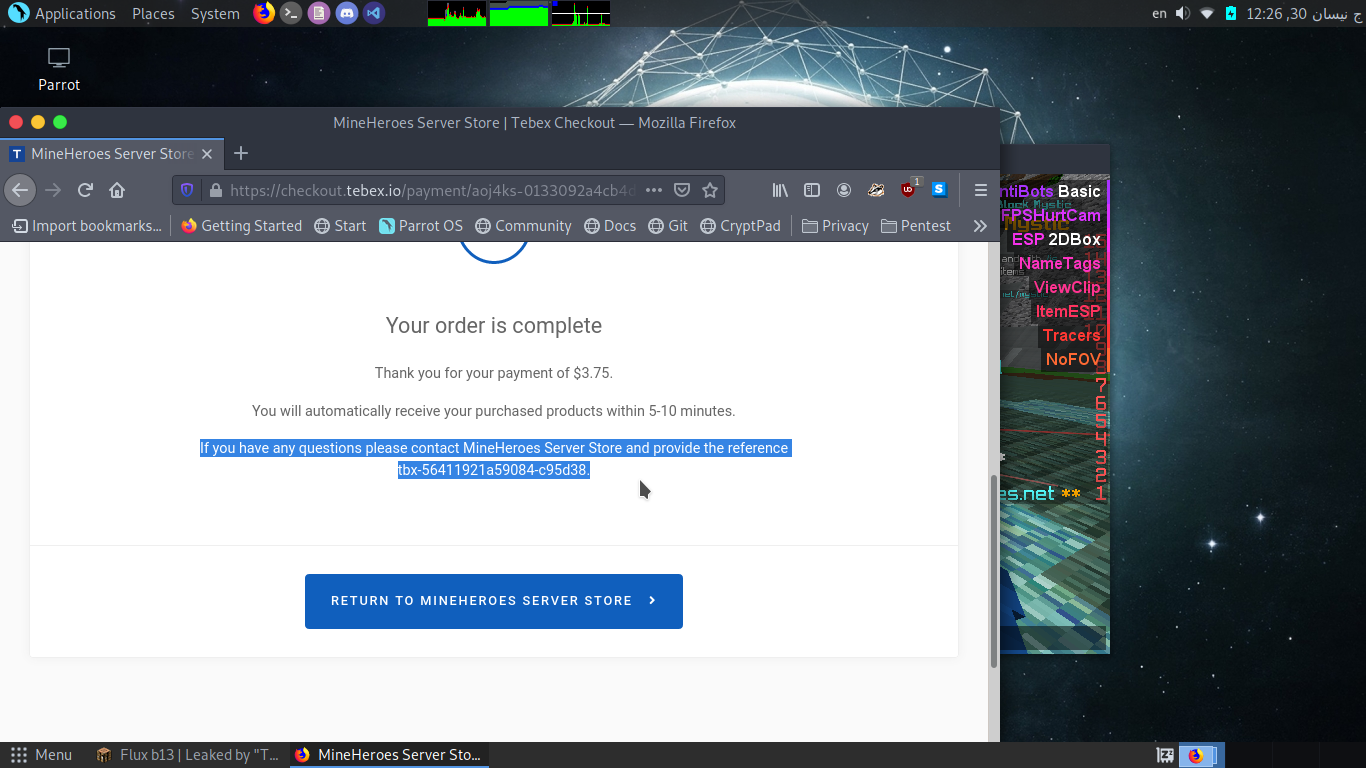 Applications Places System
en 12:26 ,30 ج نيسان
Parrot
MineHeroes Server Store | Tebex Checkout — Mozilla Firefox
T MineHeroes Server Store
https://checkout.tebex.io/payment/aoj4ks-0133092a4cb4d
1
S
Import bookmarks... Getting Started Start Parrot OS Community Docs Git CryptPad Privacy Pentest
Your order is complete
Thank you for your payment of $3.75.
You will automatically receive your purchased products within 5-10 minutes.
If you have any questions please contact MineHeroes Server Store and provide the reference
tbx-56411921a59084-c95d38.
RETURN TO MINEHEROES SERVER STORE
ntiBots Basic
FPSHurtCam
ESP 2DBox
NameTags
ViewClip
ItemESP
Tracers
NoFOV
7
6
5
4
3
2
es.net ** 1
Menu Flux b13 | Leaked by "T... MineHeroes Server Sto...